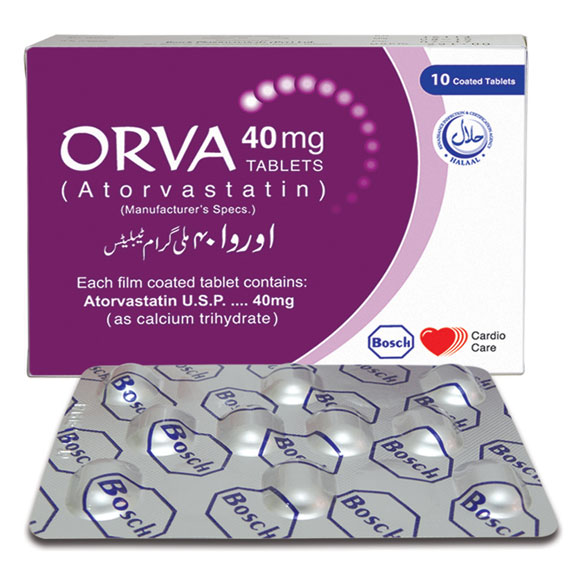 10 Coated Tablets
ORVA 40mg
TABLETS
(Atorvastatin)
(Manufacturer's Specs.)
اوروا ۴۰ ملی گرام ٹیبلیٹس
Each film coated tablet contains:
Atorvastatin U.S.P. .... 40mg
(as calcium trihydrate)
حلال
HALAAL
Bosch
Cardio
Care
Bosch
Bosch
Bosch
Bosch
Bosch
Bosch
Bosch